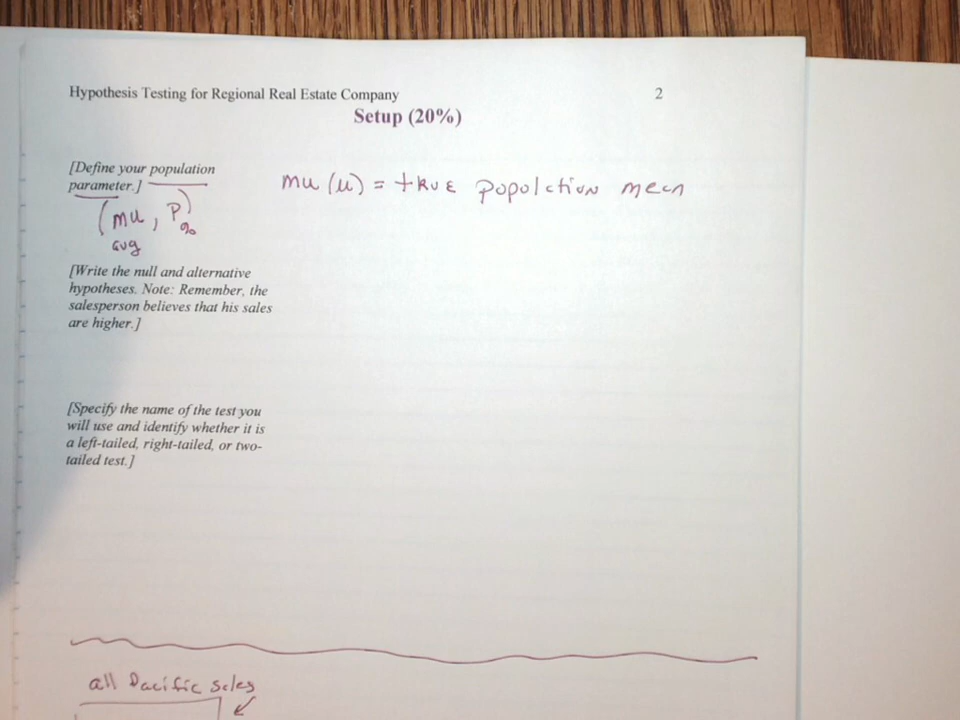 Hypothesis Testing for Regional Real Estate Company 2
Setup (20%)
[Define your population
parameter.]
mu (μ) = true population mean
(mu, P)
avg %
[Write the null and alternative
hypotheses. Note: Remember, the
salesperson believes that his sales
are higher.]
[Specify the name of the test you
will use and identify whether it is
a left-tailed, right-tailed, or two-
tailed test.]
all Pacific sales